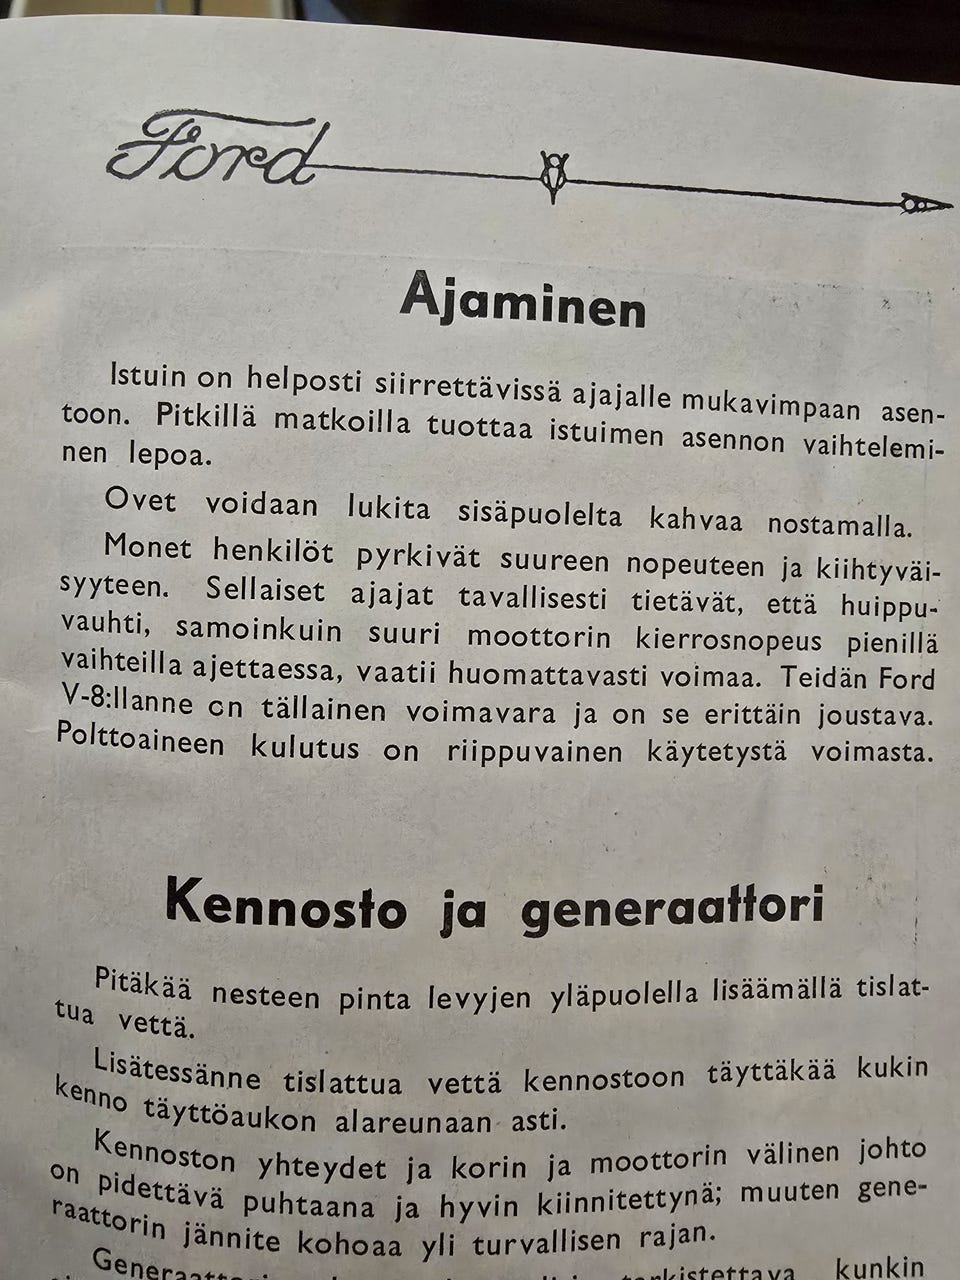 Ford
Ajaminen
Istuin on helposti siirrettävissä ajajalle mukavimpaan asen-
toon. Pitkillä matkoilla tuottaa istuimen asennon vaihtelemi-
nen lepoa.
Ovet voidaan lukita sisäpuolelta kahvaa nostamalla.
Monet henkilöt pyrkivät suureen nopeuteen ja kiihtyväi-
syyteen. Sellaiset ajajat tavallisesti tietävät, että huippu-
vauhti, samoinkuin suuri moottorin kierrosnopeus pienillä
vaihteilla ajettaessa, vaatii huomattavasti voimaa. Teidän Ford
V-8:llanne on tällainen voimavara ja on se erittäin joustava.
Polttoaineen kulutus on riippuvainen käytetystä voimasta.
Kennosto ja generaattori
Pitäkää nesteen pinta levyjen yläpuolella lisäämällä tislat-
tua vettä.
Lisätessänne tislattua vettä kennostoon täyttäkää kukin
kenno täyttöaukon alareunaan asti.
Kennoston yhteydet ja korin ja moottorin välinen johto
on pidettävä puhtaana ja hyvin kiinnitettynä; muuten gene-
raattorin jännite kohoaa yli turvallisen rajan.
kunkin